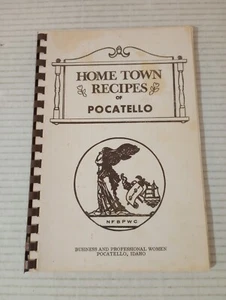 HOME TOWN
RECIPES
OF
POCATELLO
NFBPWC
BUSINESS AND PROFESSIONAL WOMEN
POCATELLO, IDAHO